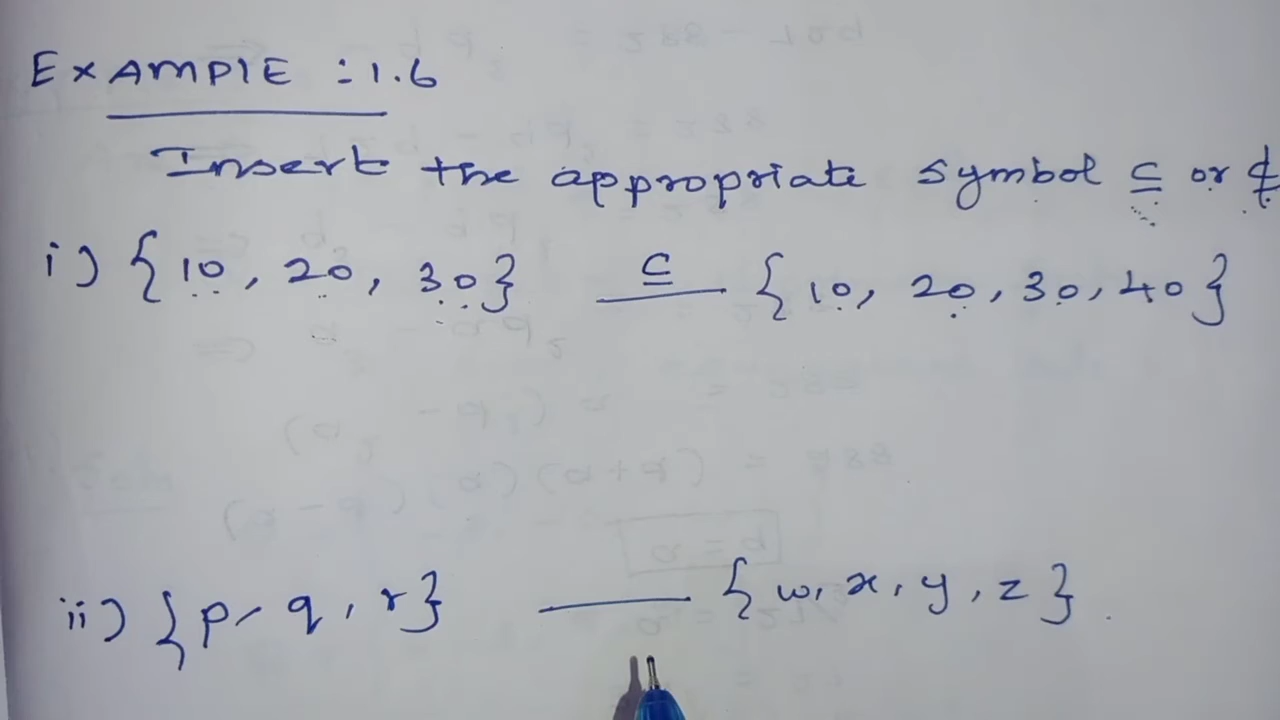 EXAMPLE : 1.6
Insert the appropriate symbol ⊆ or ⊈
i) {10, 20, 30} ⊆ {10, 20, 30, 40}
ii) {p, q, r} ____ {w, x, y, z}.